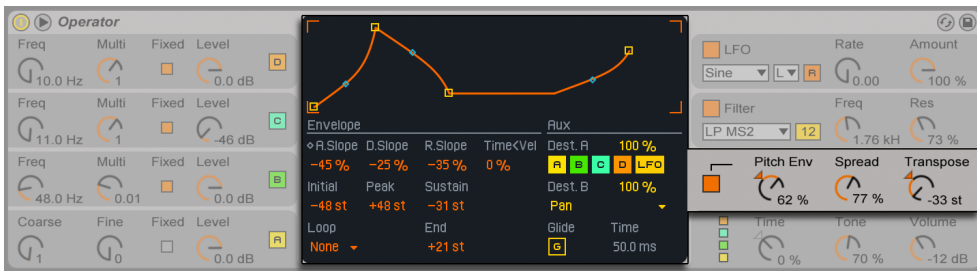 Operator
Freq Multi Fixed Level
10.0 Hz 1 0.0 dB D
Freq Multi Fixed Level
11.0 Hz 1 -46 dB C
Freq Multi Fixed Level
48.0 Hz 0.01 0.0 dB B
Coarse Fine Fixed Level
1 0 0.0 dB A
Envelope
A.Slope D.Slope R.Slope Time<Vel
-45 % -25 % -35 % 0 %
Initial Peak Sustain
-48 st +48 st -31 st
Loop End
None +21 st
Aux
Dest. A 100 %
A B C D LFO
Dest. B 100 %
Pan
Glide Time
G 50.0 ms
LFO Rate Amount
Sine L R 0.00 100 %
Filter Freq Res
LP MS2 12 1.76 kH 73 %
Pitch Env Spread Transpose
62 % 77 % -33 st
Time Tone Volume
0 % 70 % -12 dB